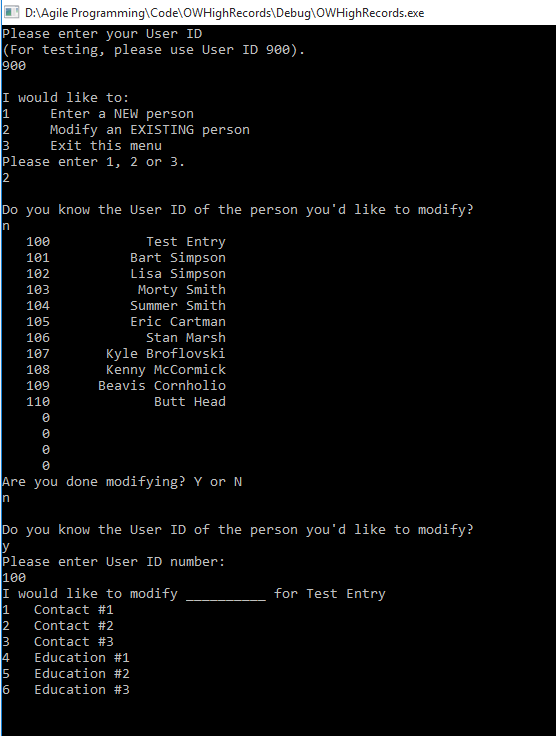 D:\Agile Programming\Code\OWHighRecords\Debug\OWHighRecords.exe
Please enter your User ID
(For testing, please use User ID 900).
900

I would like to:
1     Enter a NEW person
2     Modify an EXISTING person
3     Exit this menu
Please enter 1, 2 or 3.
2

Do you know the User ID of the person you'd like to modify?
n
   100            Test Entry
   101          Bart Simpson
   102          Lisa Simpson
   103           Morty Smith
   104          Summer Smith
   105          Eric Cartman
   106            Stan Marsh
   107       Kyle Broflovski
   108       Kenny McCormick
   109      Beavis Cornholio
   110             Butt Head
     0
     0
     0
     0
Are you done modifying? Y or N
n

Do you know the User ID of the person you'd like to modify?
y
Please enter User ID number:
100
I would like to modify __________ for Test Entry
1   Contact #1
2   Contact #2
3   Contact #3
4   Education #1
5   Education #2
6   Education #3